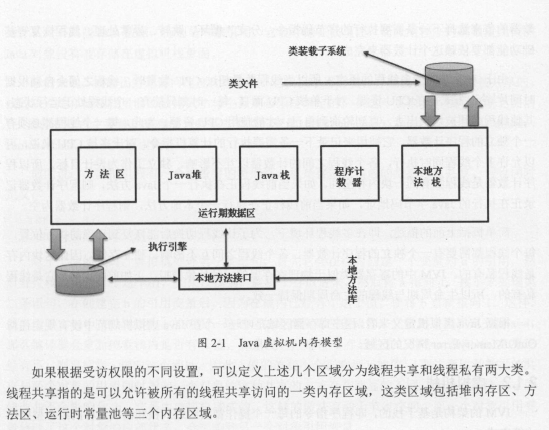 类装载子系统
类文件
方 法 区
Java堆
Java 栈
程序计
数 器
本地方
法 栈
运行期数据区
执行引擎
本地方法接口
本地方法库
图 2-1 Java 虚拟机内存模型
如果根据受访权限的不同设置，可以定义上述几个区域分为线程共享和线程私有两大类。
线程共享指的是可以允许被所有的线程共享访问的一类内存区域，这类区域包括堆内存区、方
法区、运行时常量池等三个内存区域。